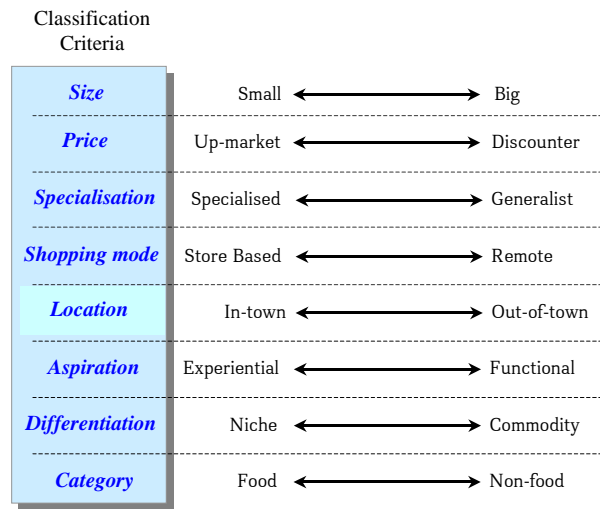 Classification
Criteria
Size Small Big
Price Up-market Discounter
Specialisation Specialised Generalist
Shopping mode Store Based Remote
Location In-town Out-of-town
Aspiration Experiential Functional
Differentiation Niche Commodity
Category Food Non-food